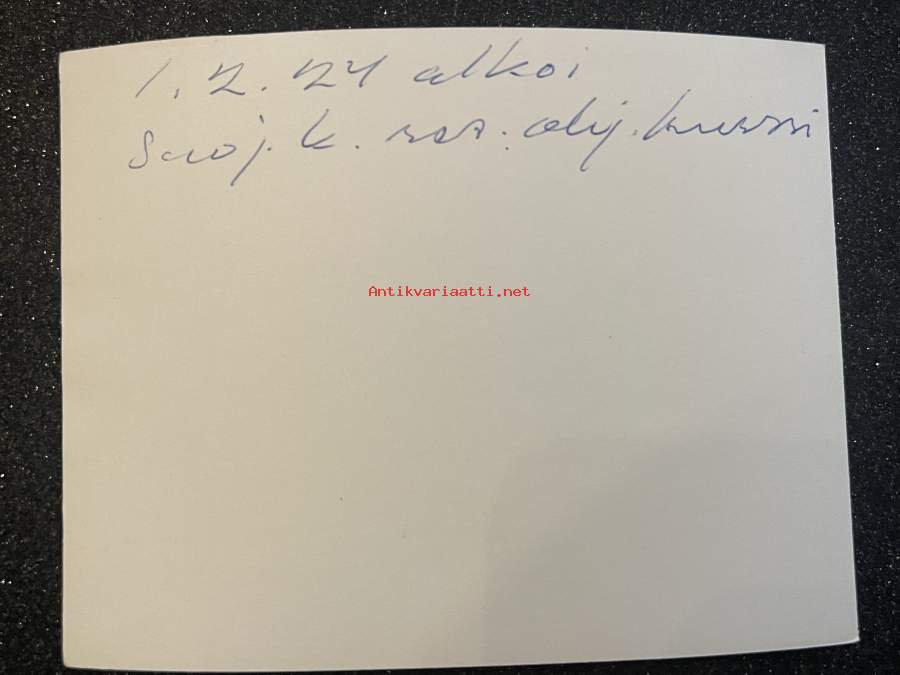 1.2.24 alkoi
Suoj.k. res. alij. kurssi
Antikvariaatti.net